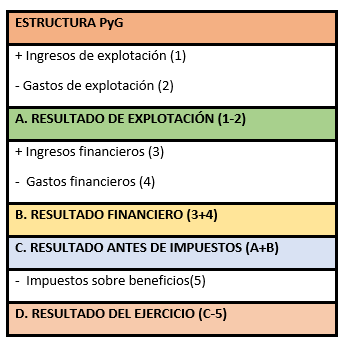 ESTRUCTURA PyG
+ Ingresos de explotación (1)
- Gastos de explotación (2)
A. RESULTADO DE EXPLOTACIÓN (1-2)
+ Ingresos financieros (3)
- Gastos financieros (4)
B. RESULTADO FINANCIERO (3+4)
C. RESULTADO ANTES DE IMPUESTOS (A+B)
- Impuestos sobre beneficios(5)
D. RESULTADO DEL EJERCICIO (C-5)